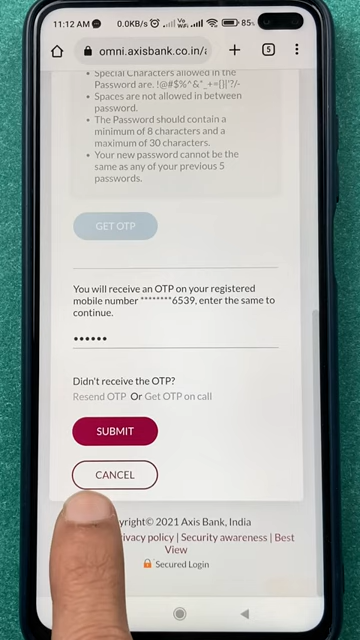 11:12 AM
0.0KB/s
Vo
WiFi
85%
omni.axisbank.co.in/a
5
Special Characters allowed in the
Password are. !@#$%^&*_+={}|'?/-
Spaces are not allowed in between
password.
The Password should contain a
minimum of 8 characters and a
maximum of 30 characters.
Your new password cannot be the
same as any of your previous 5
passwords.
GET OTP
You will receive an OTP on your registered
mobile number ********6539, enter the same to
continue.
••••••
Didn't receive the OTP?
Resend OTP Or Get OTP on call
SUBMIT
CANCEL
yright© 2021 Axis Bank, India
ivacy policy | Security awareness | Best
View
Secured Login